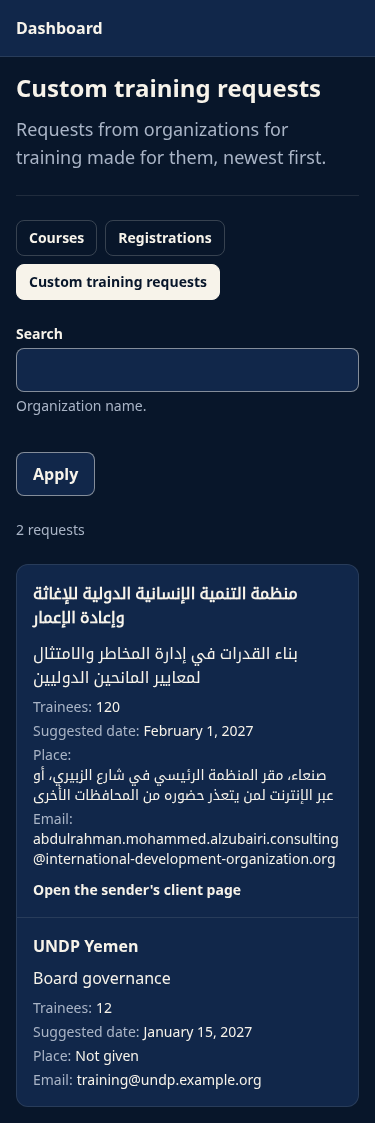 Dashboard
Custom training requests
Requests from organizations for
training made for them, newest first.
Courses
Registrations
Custom training requests
Search
Organization name.
Apply
2 requests
منظمة التنمية الإنسانية الدولية للإغاثة
وإعادة الإعمار
بناء القدرات في إدارة المخاطر والامتثال
لمعايير المانحين الدوليين
Trainees: 120
Suggested date: February 1, 2027
Place:
صنعاء، مقر المنظمة الرئيسي في شارع الزبيري، أو
عبر الإنترنت لمن يتعذر حضوره من المحافظات الأخرى
Email:
abdulrahman.mohammed.alzubairi.consulting
@international-development-organization.org
Open the sender's client page
UNDP Yemen
Board governance
Trainees: 12
Suggested date: January 15, 2027
Place: Not given
Email: training@undp.example.org